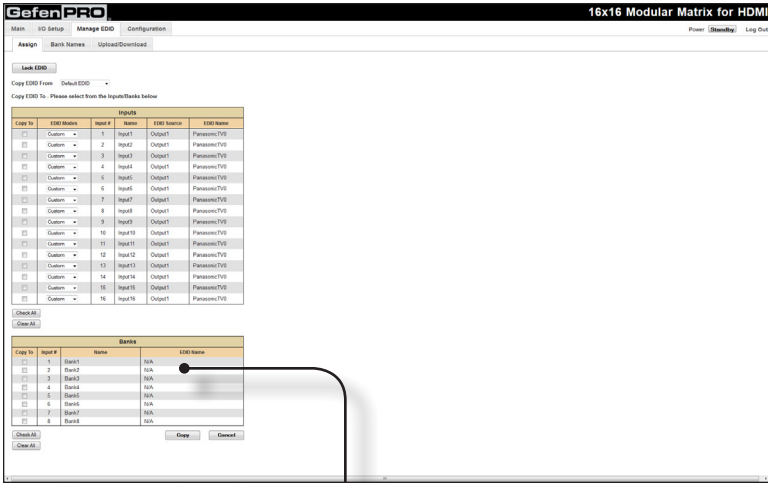 Gefen PRO
16x16 Modular Matrix for HDMI
Main I/O Setup Manage EDID Configuration
Power Standby Log Out
Assign Bank Names Upload/Download
Lock EDID
Copy EDID From Default EDID
Copy EDID To - Please select from the Inputs/Banks below
Inputs
Copy To EDID Modes Input # Name EDID Source EDID Name
Custom 1 Input1 Output1 PanasonicTV0
Custom 2 Input2 Output1 PanasonicTV0
Custom 3 Input3 Output1 PanasonicTV0
Custom 4 Input4 Output1 PanasonicTV0
Custom 5 Input5 Output1 PanasonicTV0
Custom 6 Input6 Output1 PanasonicTV0
Custom 7 Input7 Output1 PanasonicTV0
Custom 8 Input8 Output1 PanasonicTV0
Custom 9 Input9 Output1 PanasonicTV0
Custom 10 Input10 Output1 PanasonicTV0
Custom 11 Input11 Output1 PanasonicTV0
Custom 12 Input12 Output1 PanasonicTV0
Custom 13 Input13 Output1 PanasonicTV0
Custom 14 Input14 Output1 PanasonicTV0
Custom 15 Input15 Output1 PanasonicTV0
Custom 16 Input16 Output1 PanasonicTV0
Check All
Clear All
Banks
Copy To Input # Name EDID Name
1 Bank1 N/A
2 Bank2 N/A
3 Bank3 N/A
4 Bank4 N/A
5 Bank5 N/A
6 Bank6 N/A
7 Bank7 N/A
8 Bank8 N/A
Check All Copy Cancel
Clear All